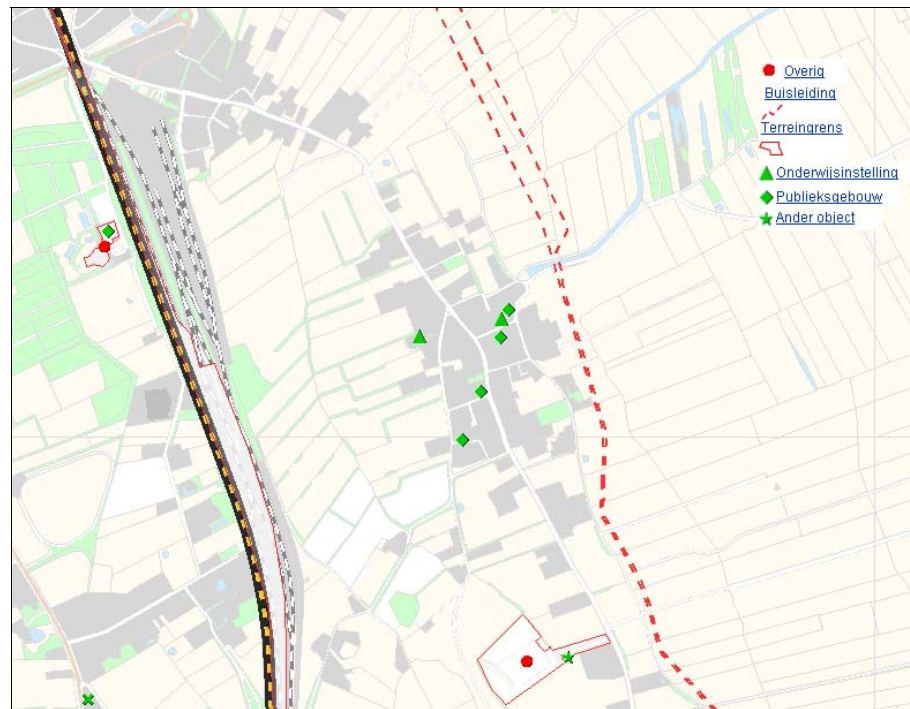 Overig
Buisleiding
Terreingrens
Onderwijsinstelling
Publieksgebouw
Ander object